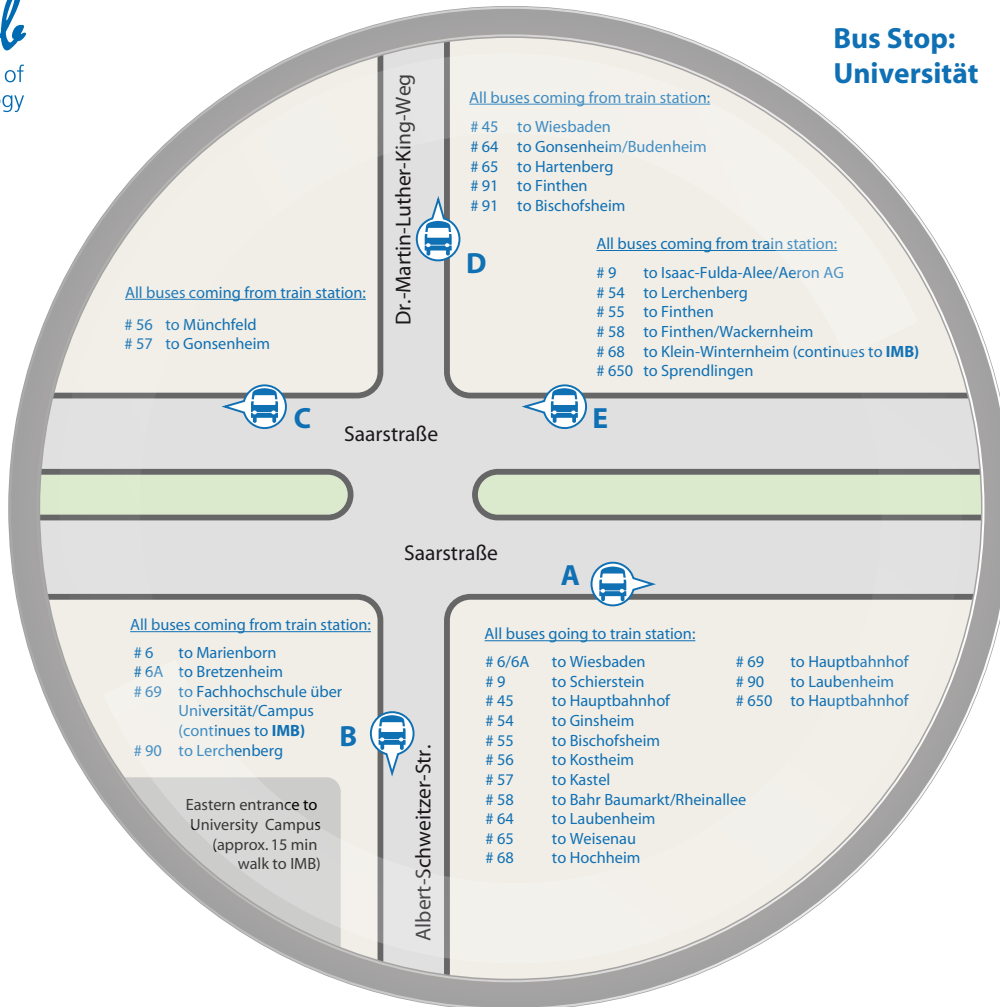 of
gy
Bus Stop:
Universität
All buses coming from train station:
# 45 to Wiesbaden
# 64 to Gonsenheim/Budenheim
# 65 to Hartenberg
# 91 to Finthen
# 91 to Bischofsheim
Dr.-Martin-Luther-King-Weg
D
All buses coming from train station:
# 9 to Isaac-Fulda-Alee/Aeron AG
# 54 to Lerchenberg
# 55 to Finthen
# 58 to Finthen/Wackernheim
# 68 to Klein-Winternheim (continues to IMB)
# 650 to Sprendlingen
All buses coming from train station:
# 56 to Münchfeld
# 57 to Gonsenheim
C
E
Saarstraße
Saarstraße
A
All buses coming from train station:
# 6 to Marienborn
# 6A to Bretzenheim
# 69 to Fachhochschule über
Universität/Campus
(continues to IMB)
# 90 to Lerchenberg
B
Albert-Schweitzer-Str.
Eastern entrance to
University Campus
(approx. 15 min
walk to IMB)
All buses going to train station:
# 6/6A to Wiesbaden
# 9 to Schierstein
# 45 to Hauptbahnhof
# 54 to Ginsheim
# 55 to Bischofsheim
# 56 to Kostheim
# 57 to Kastel
# 58 to Bahr Baumarkt/Rheinallee
# 64 to Laubenheim
# 65 to Weisenau
# 68 to Hochheim
# 69 to Hauptbahnhof
# 90 to Laubenheim
# 650 to Hauptbahnhof